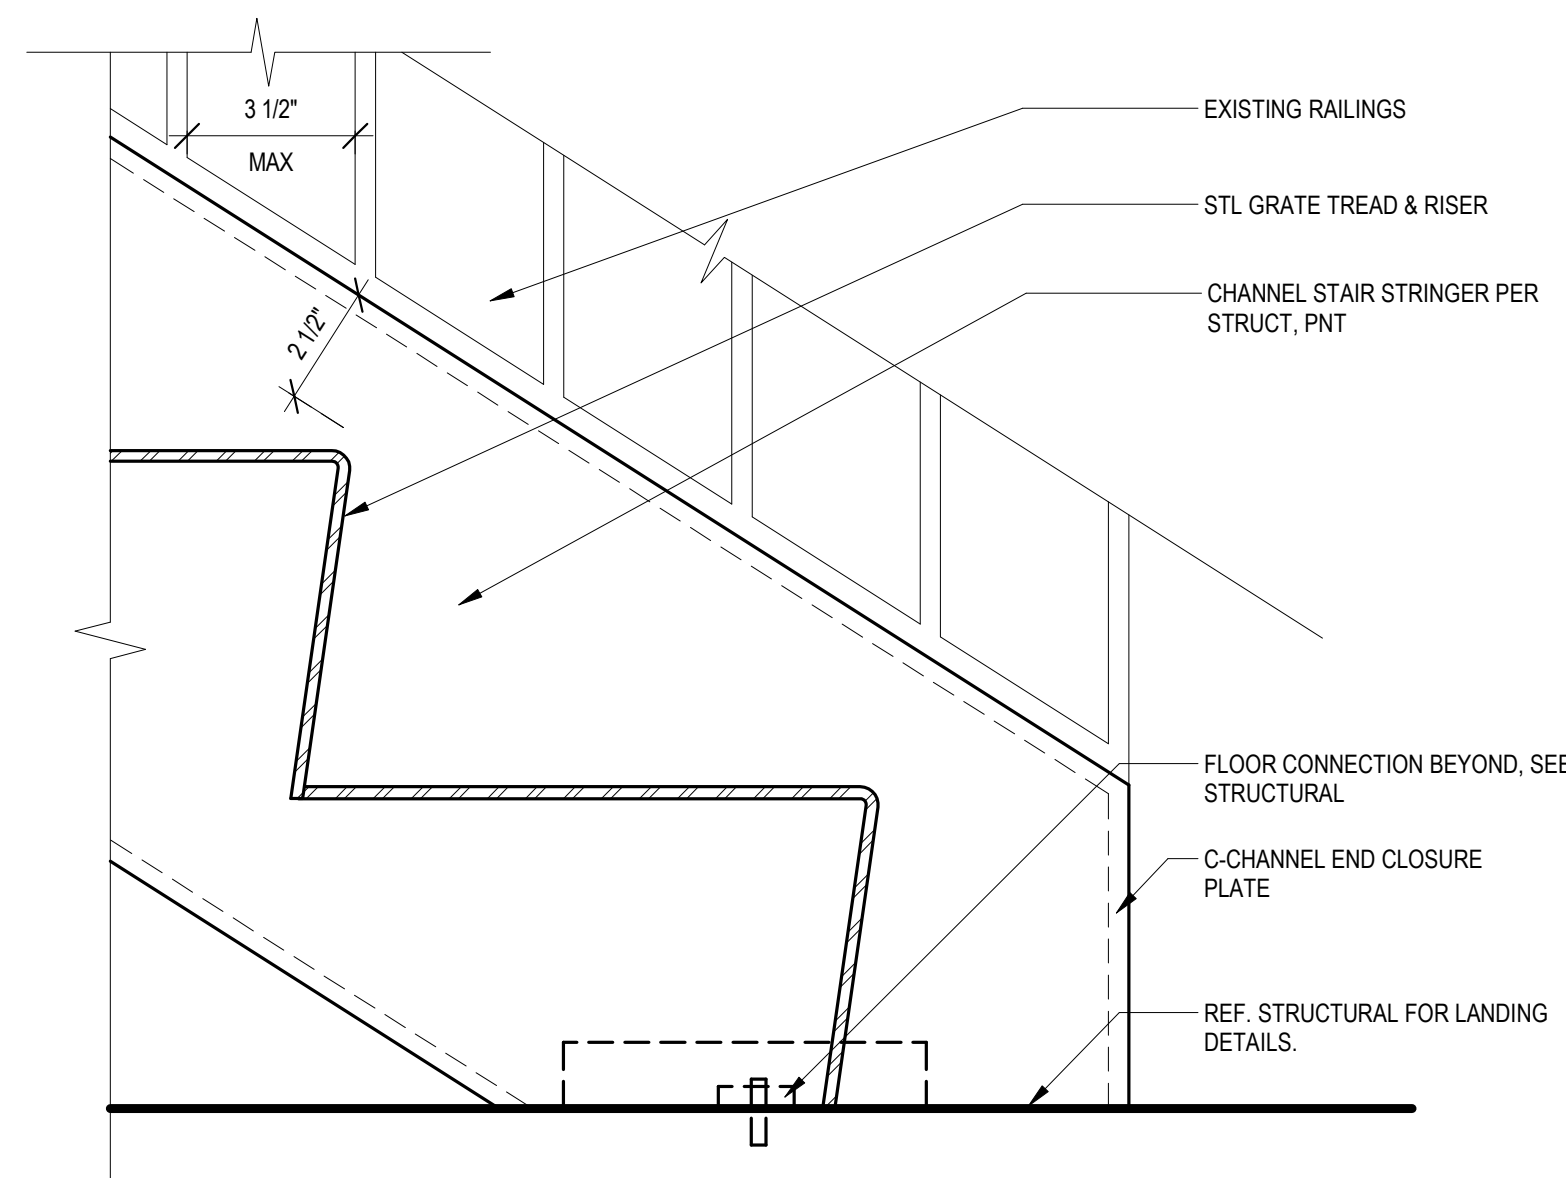 3 1/2"
MAX
2 1/2"
EXISTING RAILINGS
STL GRATE TREAD & RISER
CHANNEL STAIR STRINGER PER
STRUCT, PNT
FLOOR CONNECTION BEYOND, SEE
STRUCTURAL
C-CHANNEL END CLOSURE
PLATE
REF. STRUCTURAL FOR LANDING
DETAILS.